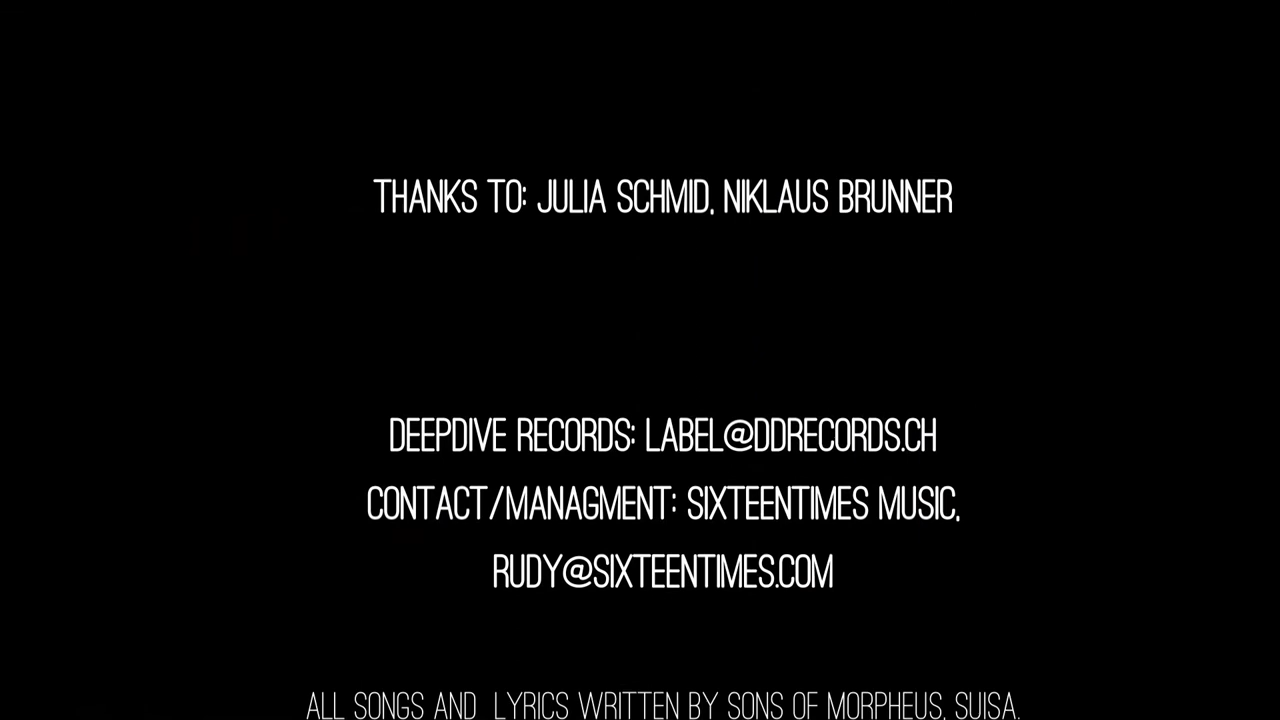 THANKS TO: JULIA SCHMID, NIKLAUS BRUNNER
DEEPDIVE RECORDS: LABEL@DDRECORDS.CH
CONTACT/MANAGMENT: SIXTEENTIMES MUSIC,
RUDY@SIXTEENTIMES.COM
ALL SONGS AND  LYRICS WRITTEN BY SONS OF MORPHEUS, SUISA.